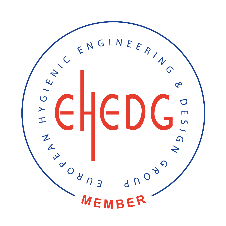 EUROPEAN HYGIENIC ENGINEERING & DESIGN GROUP
EHEDG
MEMBER